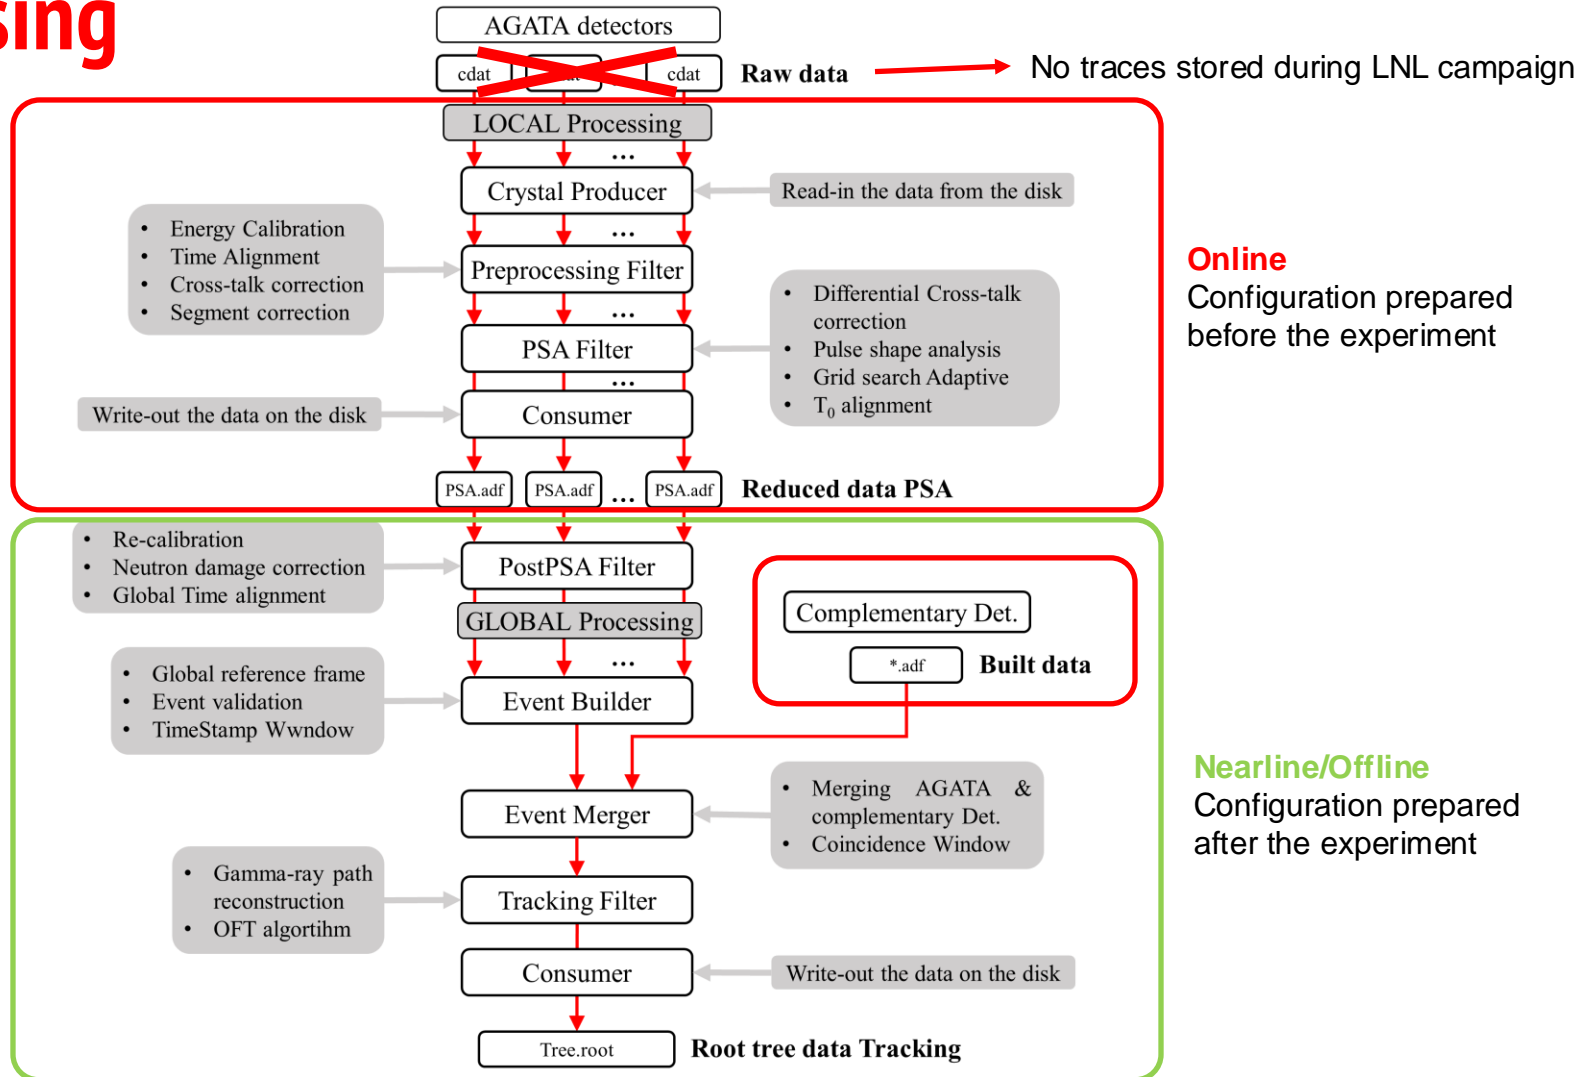 sing
AGATA detectors
cdat
cdat
Raw data
No traces stored during LNL campaign
LOCAL Processing
...
Crystal Producer
Read-in the data from the disk
...
• Energy Calibration
• Time Alignment
• Cross-talk correction
• Segment correction
Preprocessing Filter
...
• Differential Cross-talk
correction
• Pulse shape analysis
• Grid search Adaptive
• T0 alignment
PSA Filter
...
Write-out the data on the disk
Consumer
PSA.adf
PSA.adf
...
PSA.adf
Reduced data PSA
Online
Configuration prepared
before the experiment
• Re-calibration
• Neutron damage correction
• Global Time alignment
PostPSA Filter
GLOBAL Processing
...
Complementary Det.
*.adf
Built data
• Global reference frame
• Event validation
• TimeStamp Wwndow
Event Builder
Event Merger
• Merging AGATA &
complementary Det.
• Coincidence Window
Nearline/Offline
Configuration prepared
after the experiment
• Gamma-ray path
reconstruction
• OFT algortihm
Tracking Filter
Consumer
Write-out the data on the disk
Tree.root
Root tree data Tracking